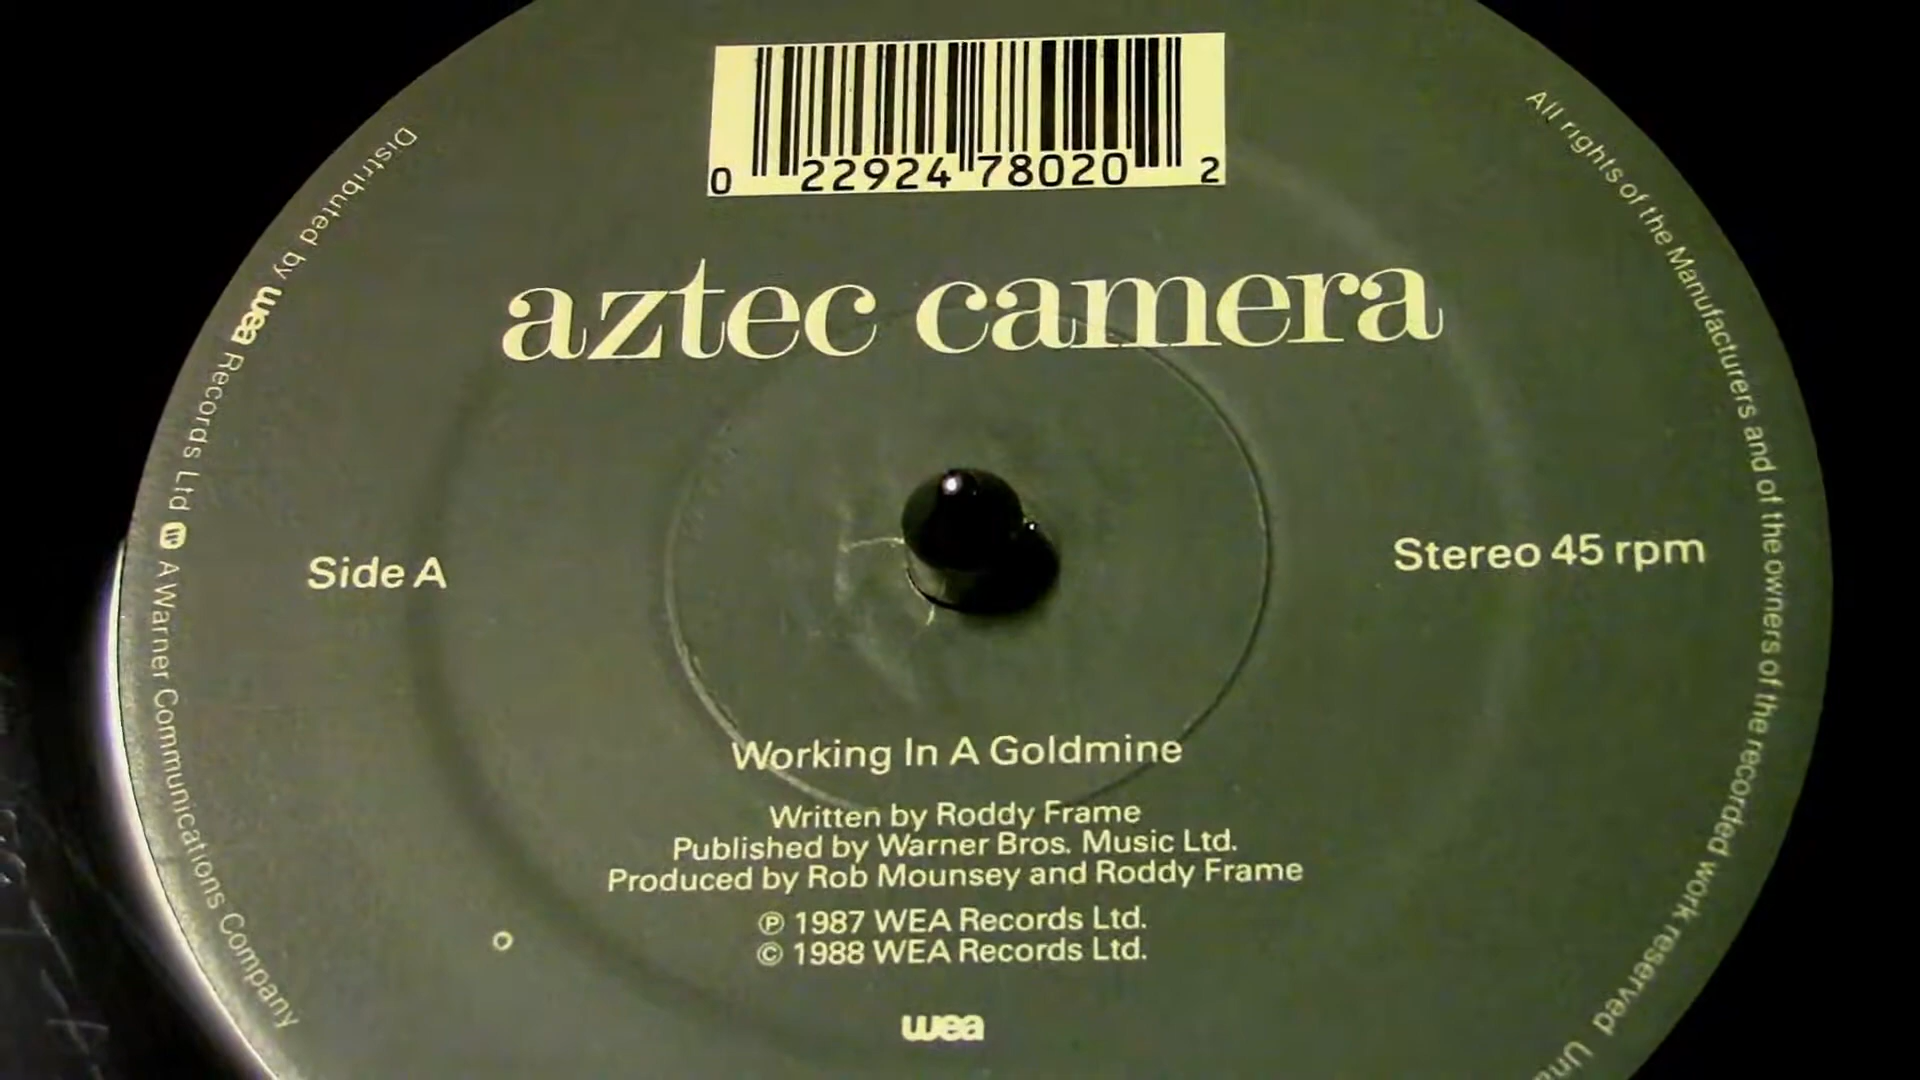 0 22924 78020 2
aztec camera
Side A
Stereo 45 rpm
Working In A Goldmine
Written by Roddy Frame
Published by Warner Bros. Music Ltd.
Produced by Rob Mounsey and Roddy Frame
℗ 1987 WEA Records Ltd.
© 1988 WEA Records Ltd.
wea
Distributed by wea Records Ltd A Warner Communications Company
All rights of the Manufacturers and of the owners of the recorded work reserved